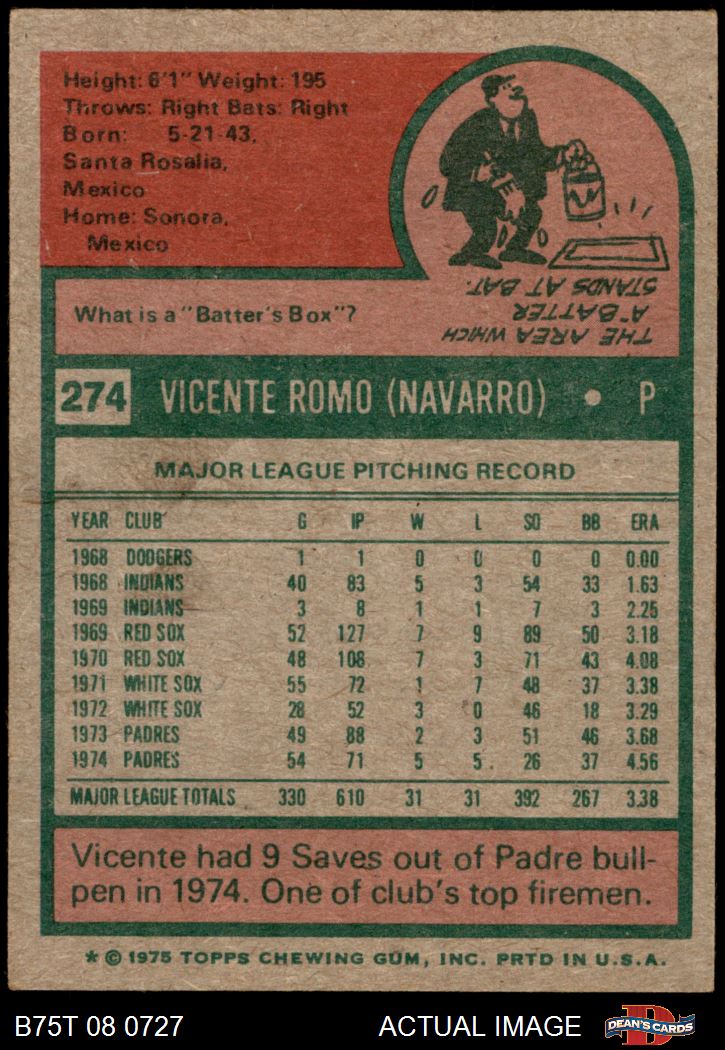 Height: 6'1" Weight: 195
Throws: Right Bats: Right
Born: 5-21-43,
Santa Rosalia,
Mexico
Home: Sonora,
Mexico
What is a "Batter's Box"?
THE AREA WHICH
A BATTER
STANDS AT BAT.
274 VICENTE ROMO (NAVARRO) • P
MAJOR LEAGUE PITCHING RECORD
YEAR CLUB G IP W L SO BB ERA
1968 DODGERS 1 1 0 0 0 0 0.00
1968 INDIANS 40 83 5 3 54 33 1.63
1969 INDIANS 3 8 1 1 7 3 2.25
1969 RED SOX 52 127 7 9 89 50 3.18
1970 RED SOX 48 108 7 3 71 43 4.08
1971 WHITE SOX 55 72 1 7 48 37 3.38
1972 WHITE SOX 28 52 3 0 46 18 3.29
1973 PADRES 49 88 2 3 51 46 3.68
1974 PADRES 54 71 5 5 26 37 4.56
MAJOR LEAGUE TOTALS 330 610 31 31 392 267 3.38
Vicente had 9 Saves out of Padre bull-
pen in 1974. One of club's top firemen.
* © 1975 TOPPS CHEWING GUM, INC. PRTD IN U.S.A.
B75T 08 0727 ACTUAL IMAGE D DEAN'S CARDS